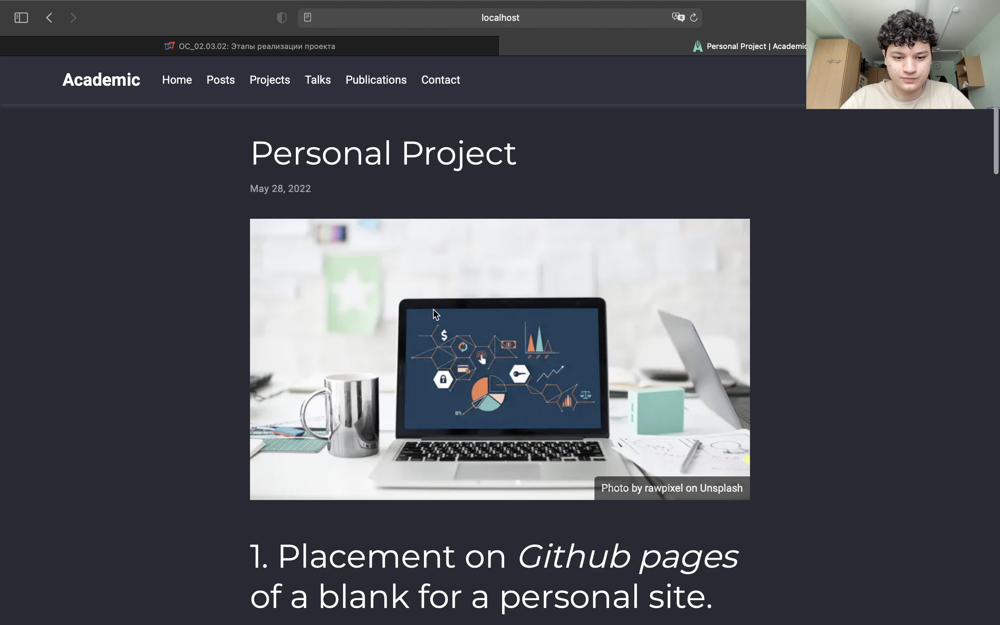 localhost
ОС_02.03.02: Этапы реализации проекта
Personal Project | Academic
Academic
Home Posts Projects Talks Publications Contact
Personal Project
May 28, 2022
$
12%
Photo by rawpixel on Unsplash
1. Placement on Github pages
of a blank for a personal site.